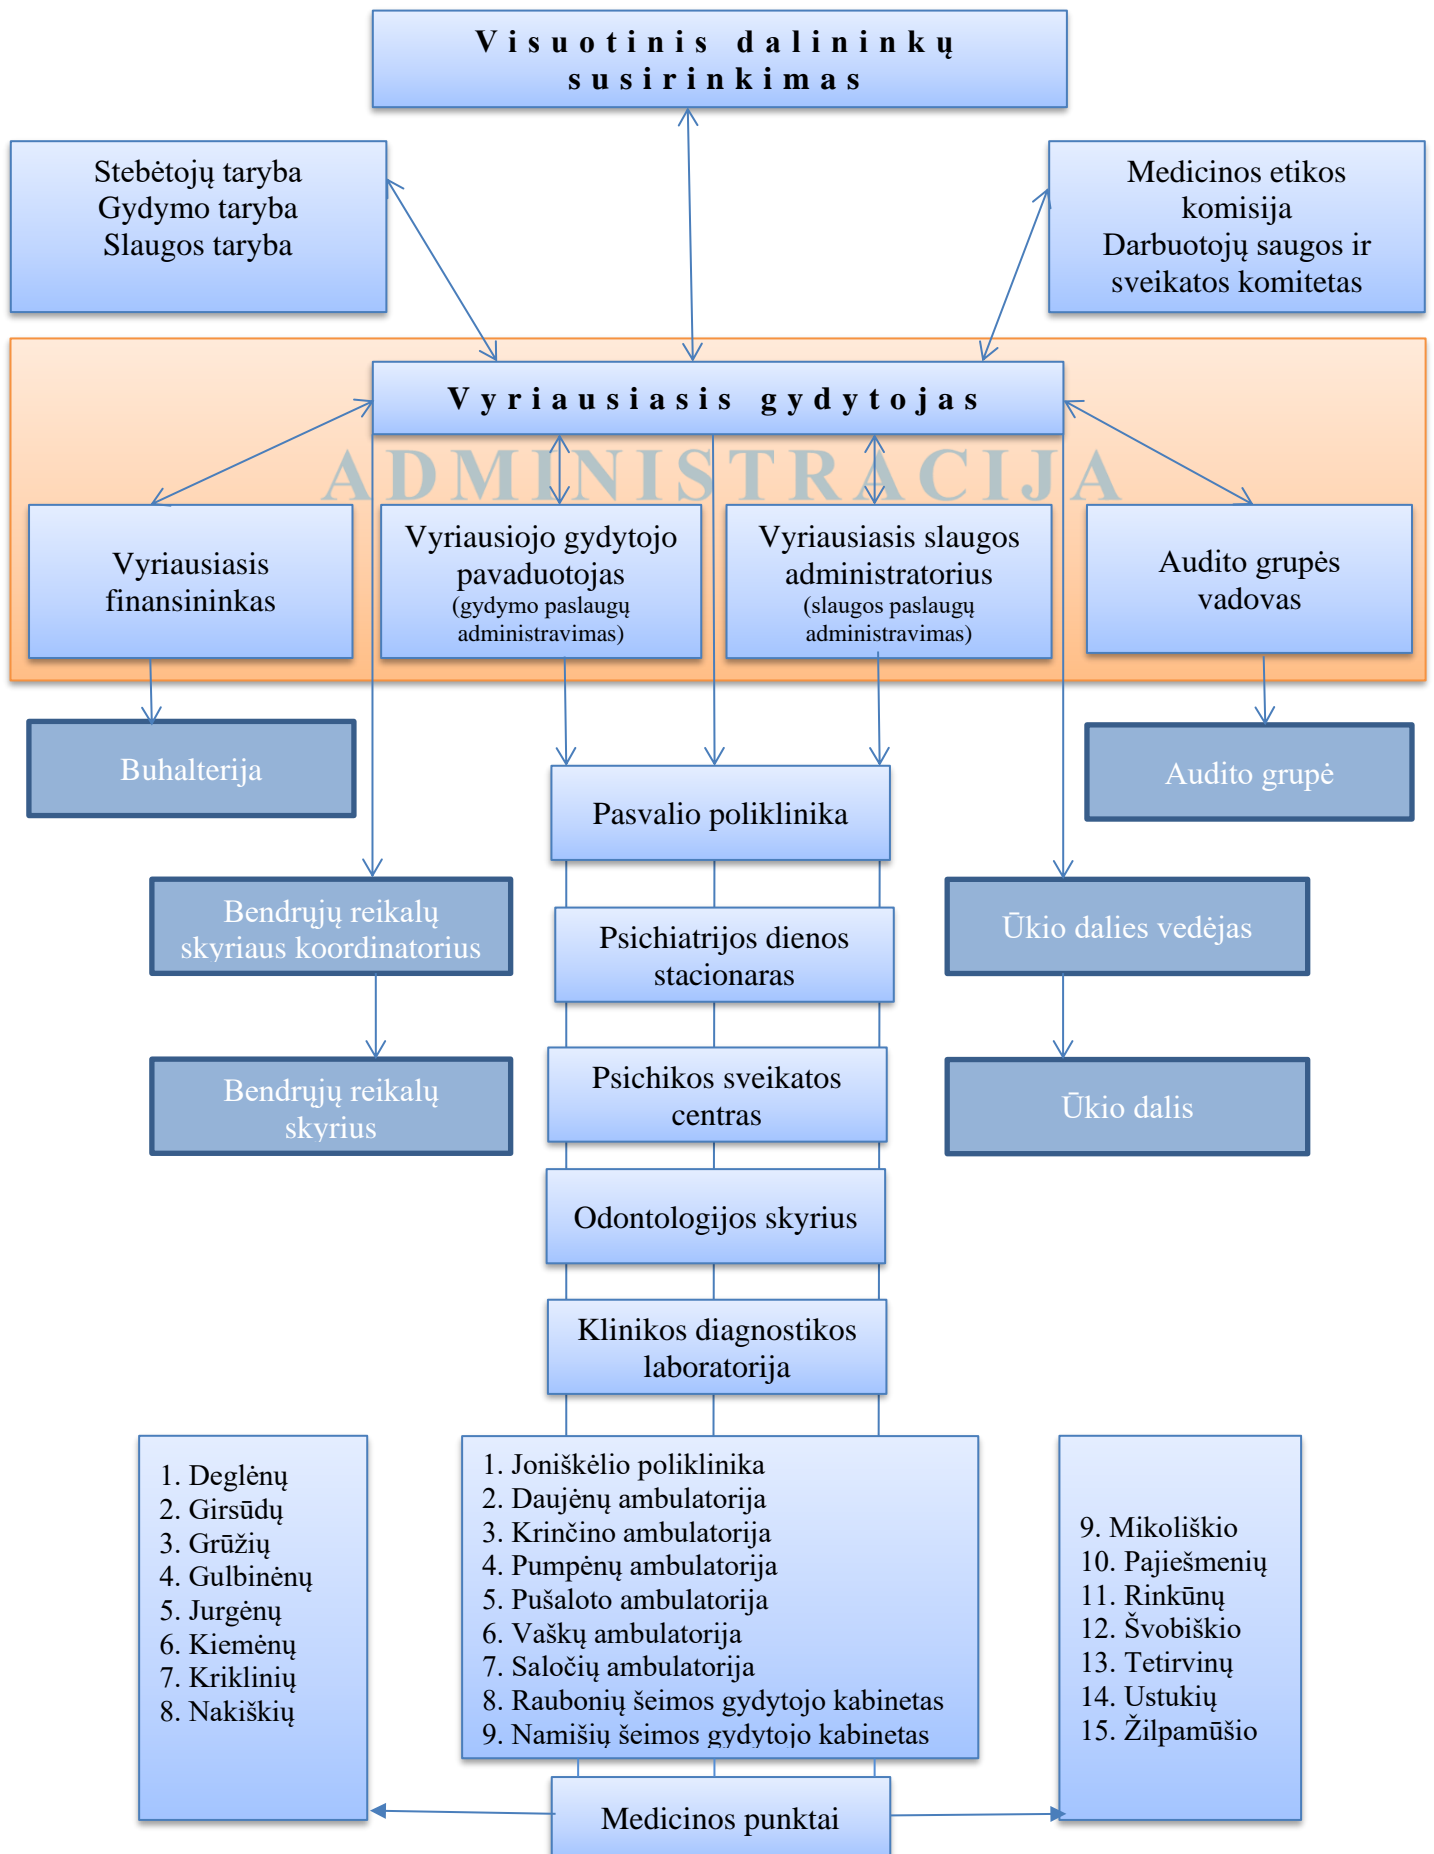 Visuotinis dalininkų
susirinkimas
Stebėtojų taryba
Gydymo taryba
Slaugos taryba
Medicinos etikos
komisija
Darbuotojų saugos ir
sveikatos komitetas
Vyriausiasis gydytojas
ADMINISTRACIJA
Vyriausiasis
finansininkas
Vyriausiojo gydytojo
pavaduotojas
(gydymo paslaugų
administravimas)
Vyriausiasis slaugos
administratorius
(slaugos paslaugų
administravimas)
Audito grupės
vadovas
Buhalterija
Audito grupė
Pasvalio poliklinika
Bendrųjų reikalų
skyriaus koordinatorius
Psichiatrijos dienos
stacionaras
Ūkio dalies vedėjas
Bendrųjų reikalų
skyrius
Psichikos sveikatos
centras
Ūkio dalis
Odontologijos skyrius
Klinikos diagnostikos
laboratorija
1. Deglėnų
2. Girsūdų
3. Grūžių
4. Gulbinėnų
5. Jurgėnų
6. Kiemėnų
7. Kriklinių
8. Nakiškių
1. Joniškėlio poliklinika
2. Daujėnų ambulatorija
3. Krinčino ambulatorija
4. Pumpėnų ambulatorija
5. Pušaloto ambulatorija
6. Vaškų ambulatorija
7. Saločių ambulatorija
8. Raubonių šeimos gydytojo kabinetas
9. Namišių šeimos gydytojo kabinetas
9. Mikoliškio
10. Pajiešmenių
11. Rinkūnų
12. Švobiškio
13. Tetirvinų
14. Ustukių
15. Žilpamūšio
Medicinos punktai